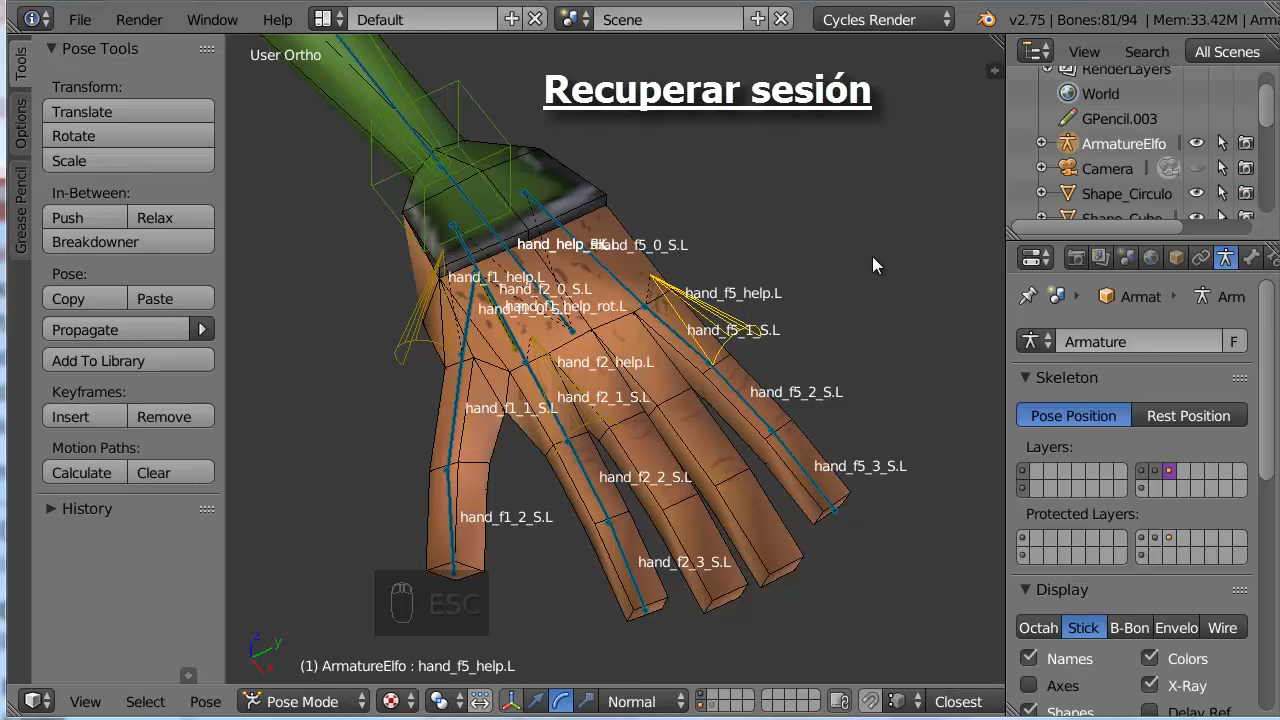 File Render Window Help Default Scene Cycles Render v2.75 | Bones:81/94 | Mem:33.42M |
Pose Tools
Transform:
Translate
Rotate
Scale
In-Between:
Push Relax
Breakdowner
Pose:
Copy Paste
Propagate
Add To Library
Keyframes:
Insert Remove
Motion Paths:
Calculate Clear
History
Tools
Options
Grease Pencil
User Ortho
Recuperar sesión
hand_f5_0_S.L
hand_f1_help.L
hand_f2_0_S.L
hand_f5_help.L
hand_f1_help_rot.L
hand_f5_1_S.L
hand_f2_help.L
hand_f5_2_S.L
hand_f2_1_S.L
hand_f1_1_S.L
hand_f5_3_S.L
hand_f2_2_S.L
hand_f1_2_S.L
hand_f2_3_S.L
ESC
z
y
x
(1) ArmatureElfo : hand_f5_help.L
View Select Pose Pose Mode Normal Closest
View Search All Scenes
RenderLayers
World
GPencil.003
ArmatureElfo
Camera
Shape_Circulo
Shape_Cubo
Armat Arm
Armature F
Skeleton
Pose Position Rest Position
Layers:
Protected Layers:
Display
Octah Stick B-Bon Envelo Wire
Names Colors
Axes X-Ray
Shapes Delay Ref